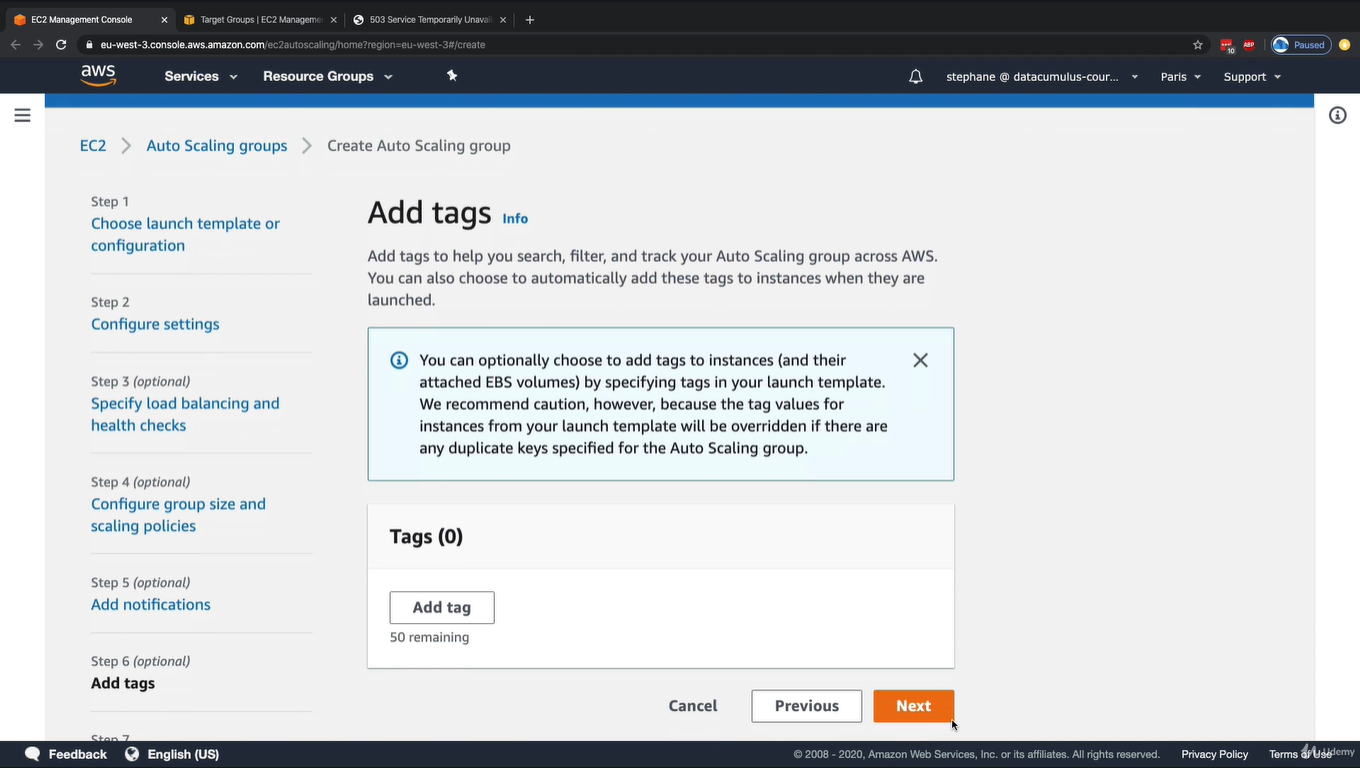 EC2 Management Console
Target Groups | EC2 Manageme
503 Service Temporarily Unavai
eu-west-3.console.aws.amazon.com/ec2autoscaling/home?region=eu-west-3#/create
10
ABP
Paused
aws
Services
Resource Groups
stephane @ datacumulus-cour...
Paris
Support
EC2
Auto Scaling groups
Create Auto Scaling group
Step 1
Choose launch template or
configuration
Step 2
Configure settings
Step 3 (optional)
Specify load balancing and
health checks
Step 4 (optional)
Configure group size and
scaling policies
Step 5 (optional)
Add notifications
Step 6 (optional)
Add tags
Step 7
Add tags Info
Add tags to help you search, filter, and track your Auto Scaling group across AWS.
You can also choose to automatically add these tags to instances when they are
launched.
You can optionally choose to add tags to instances (and their
attached EBS volumes) by specifying tags in your launch template.
We recommend caution, however, because the tag values for
instances from your launch template will be overridden if there are
any duplicate keys specified for the Auto Scaling group.
Tags (0)
Add tag
50 remaining
Cancel
Previous
Next
Feedback
English (US)
© 2008 - 2020, Amazon Web Services, Inc. or its affiliates. All rights reserved.
Privacy Policy
Terms of Use
Udemy